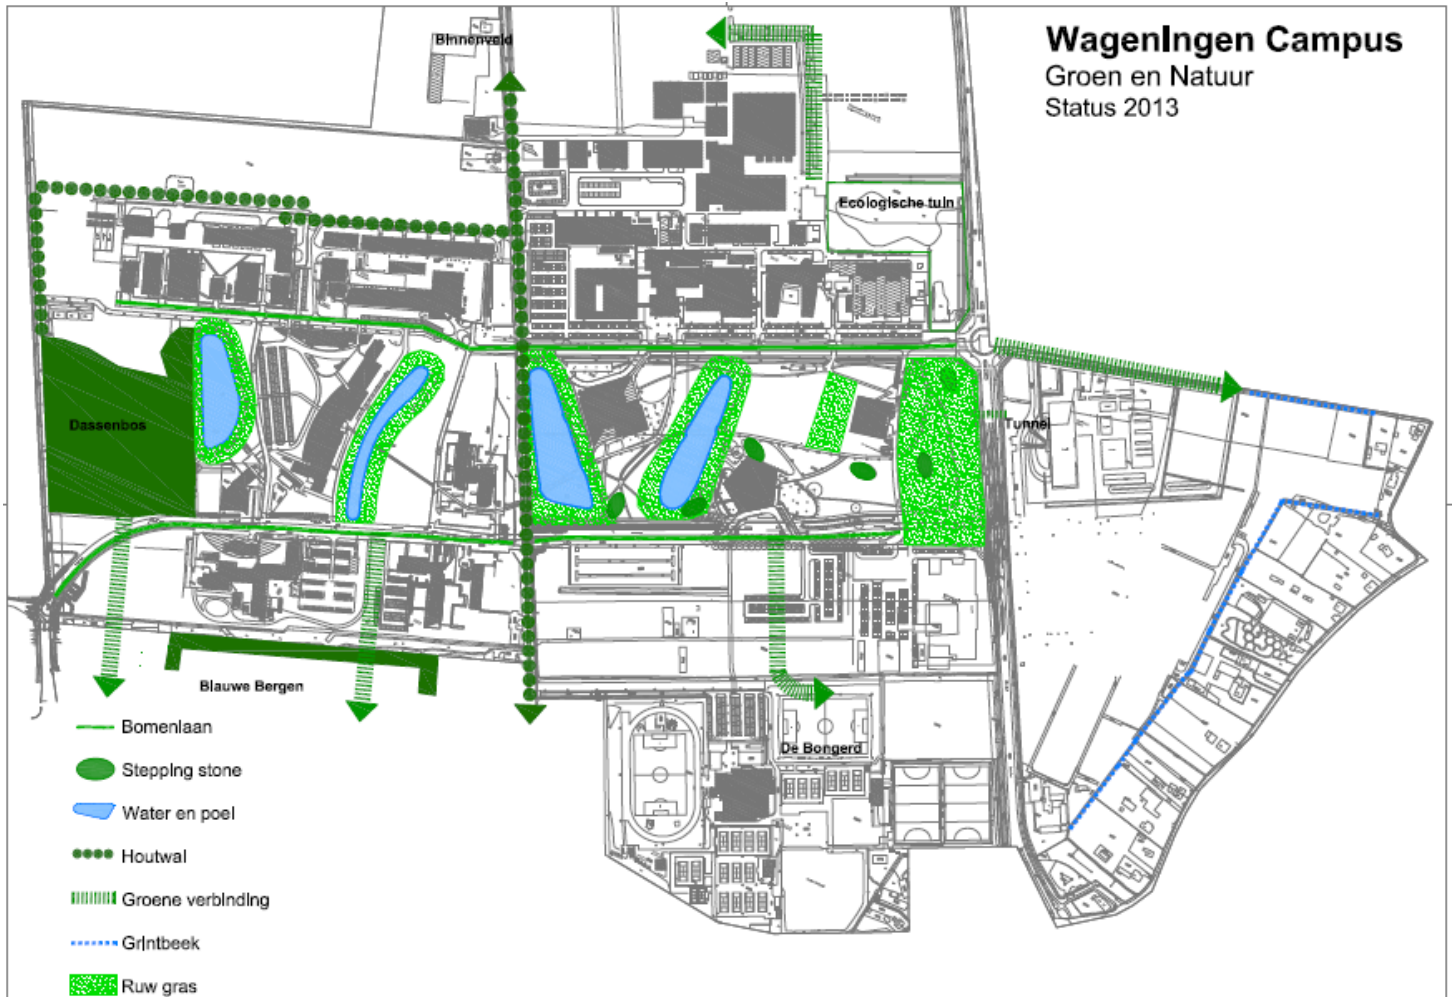 Wageningen Campus
Groen en Natuur
Status 2013
Binnenveld
Ecologische tuin
Dassenbos
Tunnel
Blauwe Bergen
De Bongerd
Bomenlaan
Stepping stone
Water en poel
Houtwal
Groene verbinding
Grintbeek
Ruw gras